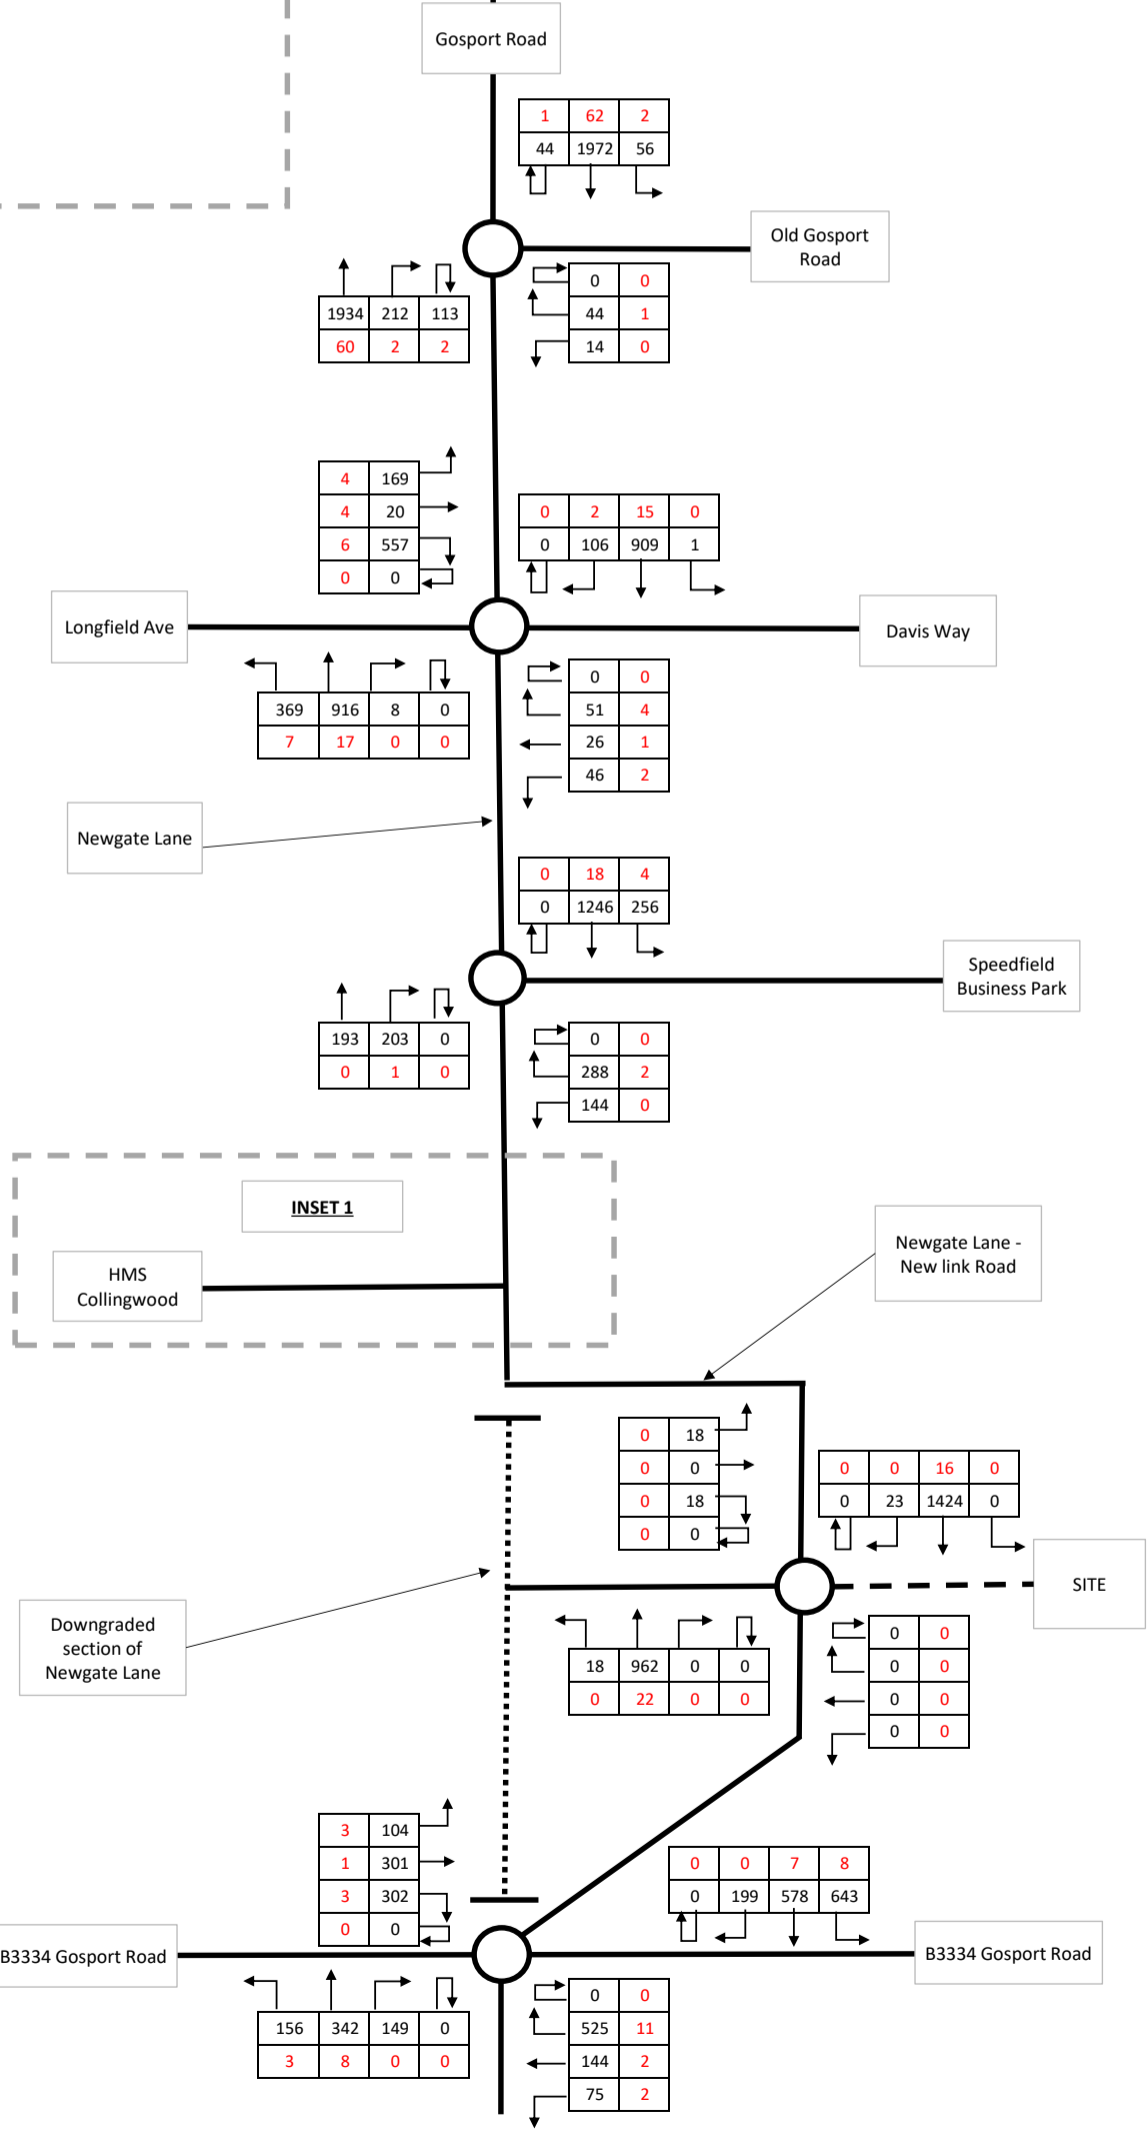 Gosport Road
1 62 2
44 1972 56
Old Gosport
Road
0 0
44 1
14 0
1934 212 113
60 2 2
4 169
4 20
6 557
0 0
0 2 15 0
0 106 909 1
Longfield Ave
Davis Way
369 916 8 0
7 17 0 0
0 0
51 4
26 1
46 2
Newgate Lane
0 18 4
0 1246 256
Speedfield
Business Park
193 203 0
0 1 0
0 0
288 2
144 0
INSET 1
HMS
Collingwood
Newgate Lane -
New link Road
0 18
0 0
0 18
0 0
0 0 16 0
0 23 1424 0
SITE
Downgraded
section of
Newgate Lane
18 962 0 0
0 22 0 0
0 0
0 0
0 0
0 0
3 104
1 301
3 302
0 0
0 0 7 8
0 199 578 643
B3334 Gosport Road
B3334 Gosport Road
156 342 149 0
3 8 0 0
0 0
525 11
144 2
75 2